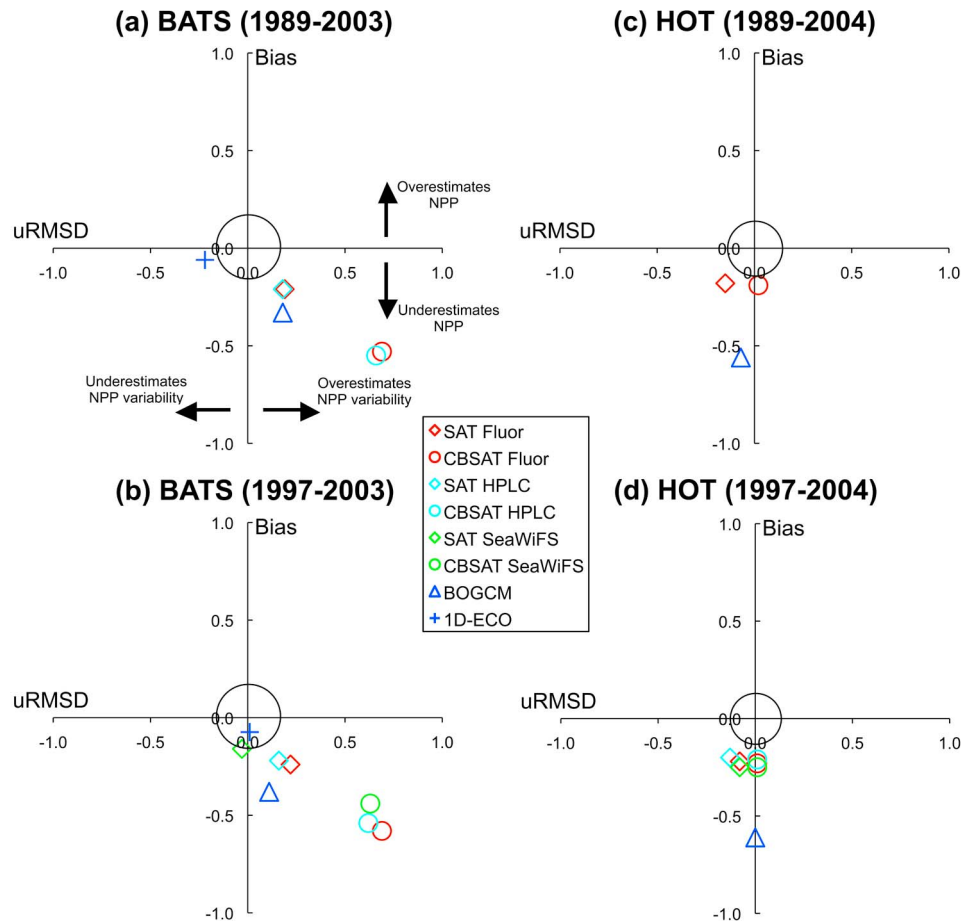 (a) BATS (1989-2003)
1.0
Bias
0.5
Overestimates
NPP
uRMSD
0.0
-1.0
-0.5
0.0
0.5
1.0
Underestimates
NPP
-0.5
Underestimates
NPP variability
Overestimates
NPP variability
-1.0
(c) HOT (1989-2004)
1.0
Bias
0.5
uRMSD
0.0
-1.0
-0.5
0.0
0.5
1.0
-0.5
-1.0
SAT Fluor
CBSAT Fluor
SAT HPLC
CBSAT HPLC
SAT SeaWiFS
CBSAT SeaWiFS
BOGCM
1D-ECO
(b) BATS (1997-2003)
1.0
Bias
0.5
uRMSD
0.0
-1.0
-0.5
0.0
0.5
1.0
-0.5
-1.0
(d) HOT (1997-2004)
1.0
Bias
0.5
uRMSD
0.0
-1.0
-0.5
0.0
0.5
1.0
-0.5
-1.0